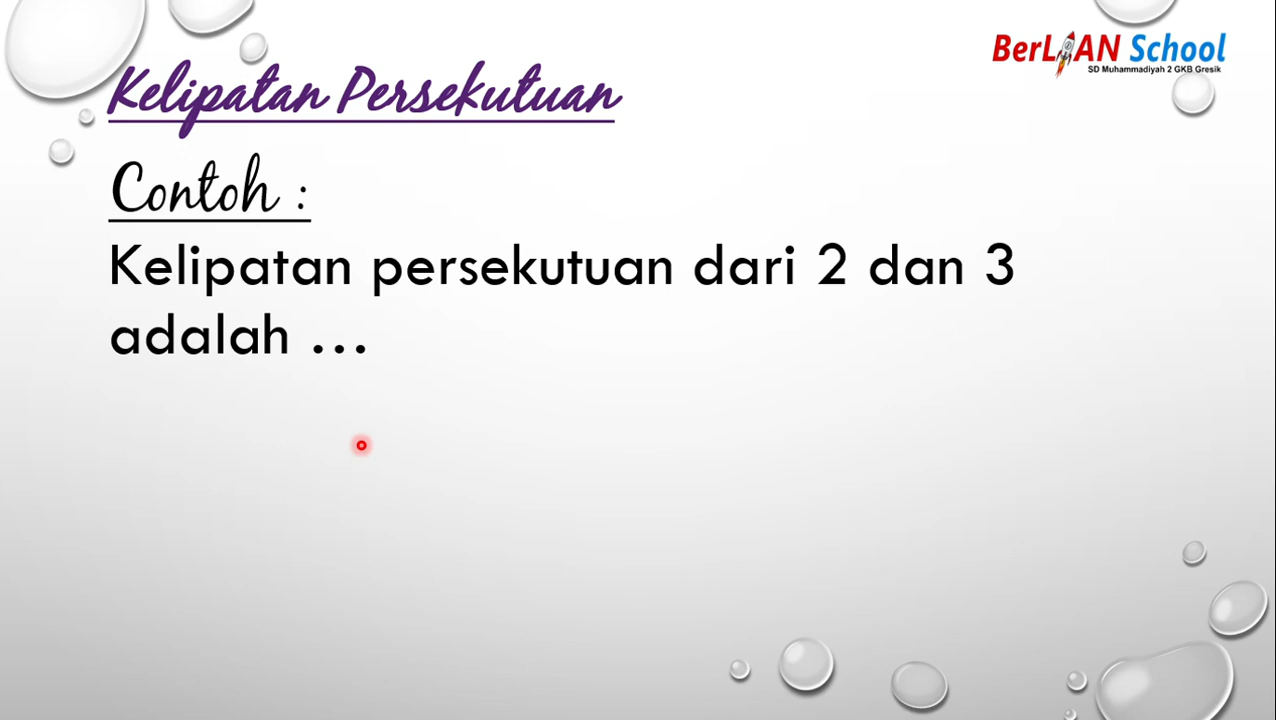 BerLIAN School
SD Muhammadiyah 2 GKB Gresik
Kelipatan Persekutuan
Contoh :
Kelipatan persekutuan dari 2 dan 3
adalah ...